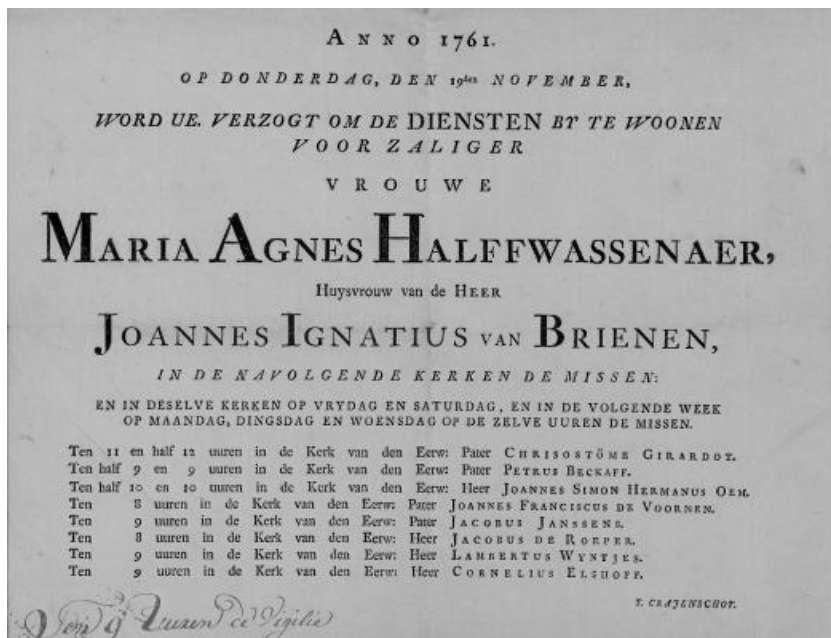 ANNO 1761.
OP DONDERDAG, DEN 19den NOVEMBER,
WORD UE. VERZOGT OM DE DIENSTEN BY TE WOONEN
VOOR ZALIGER
VROUWE
MARIA AGNES HALFFWASSENAER,
Huysvrouw van de HEER
JOANNES IGNATIUS VAN BRIENEN,
IN DE NAVOLGENDE KERKEN DE MISSEN:
EN IN DESELVE KERKEN OP VRYDAG EN SATURDAG, EN IN DE VOLGENDE WEEK
OP MAANDAG, DINGSDAG EN WOENSDAG OP DE ZELVE UUREN DE MISSEN.
Ten 11 en half 12 uuren in de Kerk van den Eerw: Pater CHRISOSTÖME GIRARDOT.
Ten half 9 en 9 uuren in de Kerk van den Eerw: Pater PETRUS BECKAFF.
Ten half 10 en 10 uuren in de Kerk van den Eerw: Heer JOANNES SIMON HERMANUS OEM.
Ten 8 uuren in de Kerk van den Eerw: Pater JOANNES FRANCISCUS DE VOORNEN.
Ten 9 uuren in de Kerk van den Eerw: Pater JACOBUS JANSSENS.
Ten 8 uuren in de Kerk van den Eerw: Heer JACOBUS DE ROEPER.
Ten 9 uuren in de Kerk van den Eerw: Heer LAMBERTUS WYNTJES.
Ten 9 uuren in de Kerk van den Eerw: Heer CORNELIUS ELSHOFF.
T. CRAJENSCHOT.
9 Uuren de Vigilie